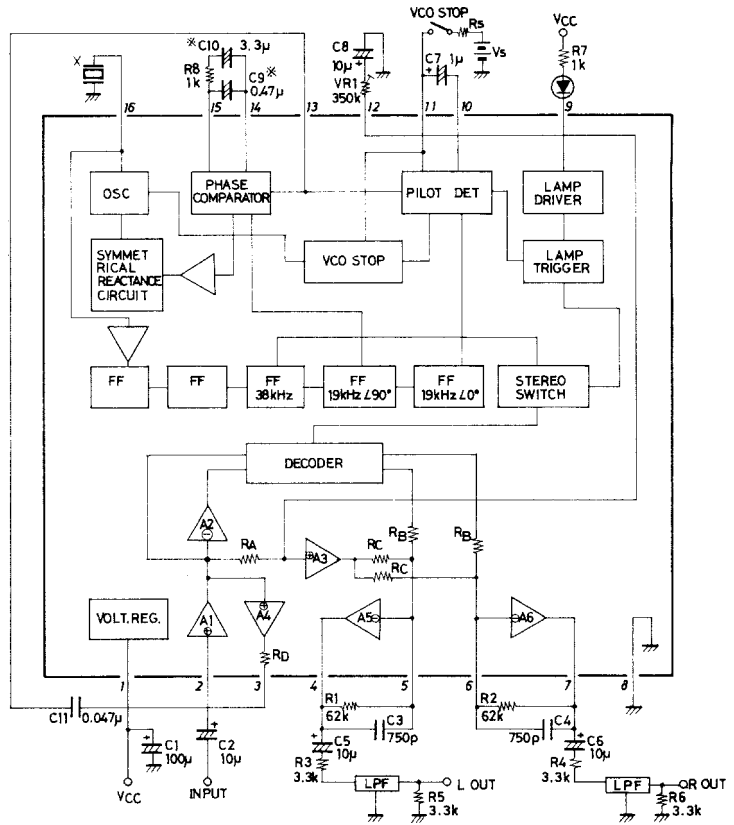 VCO STOP
Rs
Vs
VCC
R7
1k
C8
10μ
VR1
350k
C7 1μ
※C10 3.3μ
R8
1k
C9※
0.47μ
X
16 15 14 13 12 11 10 9
OSC
PHASE
COMPARATOR
PILOT DET
LAMP
DRIVER
SYMMET
RICAL
REACTANCE
CIRCUIT
VCO STOP
LAMP
TRIGGER
FF
FF
FF
38kHz
FF
19kHz ∠90°
FF
19kHz ∠0°
STEREO
SWITCH
DECODER
A2
RA
A3
RC
RC
RB
RB
VOLT. REG.
A1
A4
RD
A5
A6
1 2 3 4 5 6 7 8
C11 0.047μ
C1
100μ
C2
10μ
VCC
INPUT
R1
62k
C3
750p
C5
10μ
R3
3.3k
LPF
L OUT
R5
3.3k
R2
62k
C4
750p
C6
10μ
R4
3.3k
LPF
R OUT
R6
3.3k